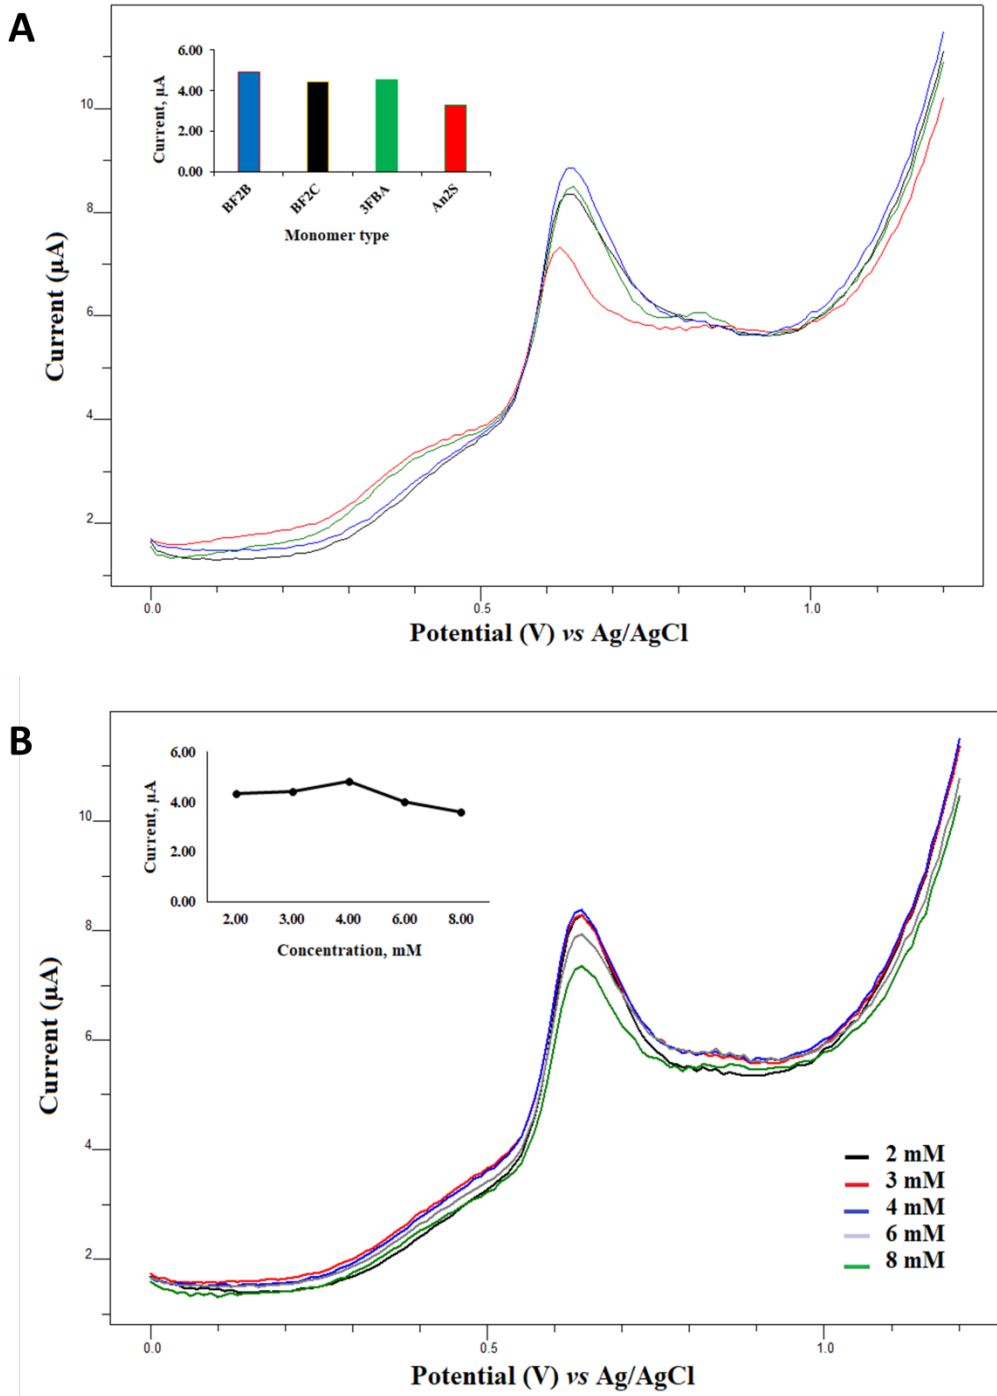 A
6.00
4.00
2.00
0.00
Current, µA
BF2B
BF2C
3FBA
An2S
Monomer type
10
8
6
4
2
Current (µA)
0.0
0.5
1.0
Potential (V) vs Ag/AgCl
B
6.00
4.00
2.00
0.00
Current, µA
2.00
3.00
4.00
6.00
8.00
Concentration, mM
10
8
6
4
2
Current (µA)
2 mM
3 mM
4 mM
6 mM
8 mM
0.0
0.5
1.0
Potential (V) vs Ag/AgCl